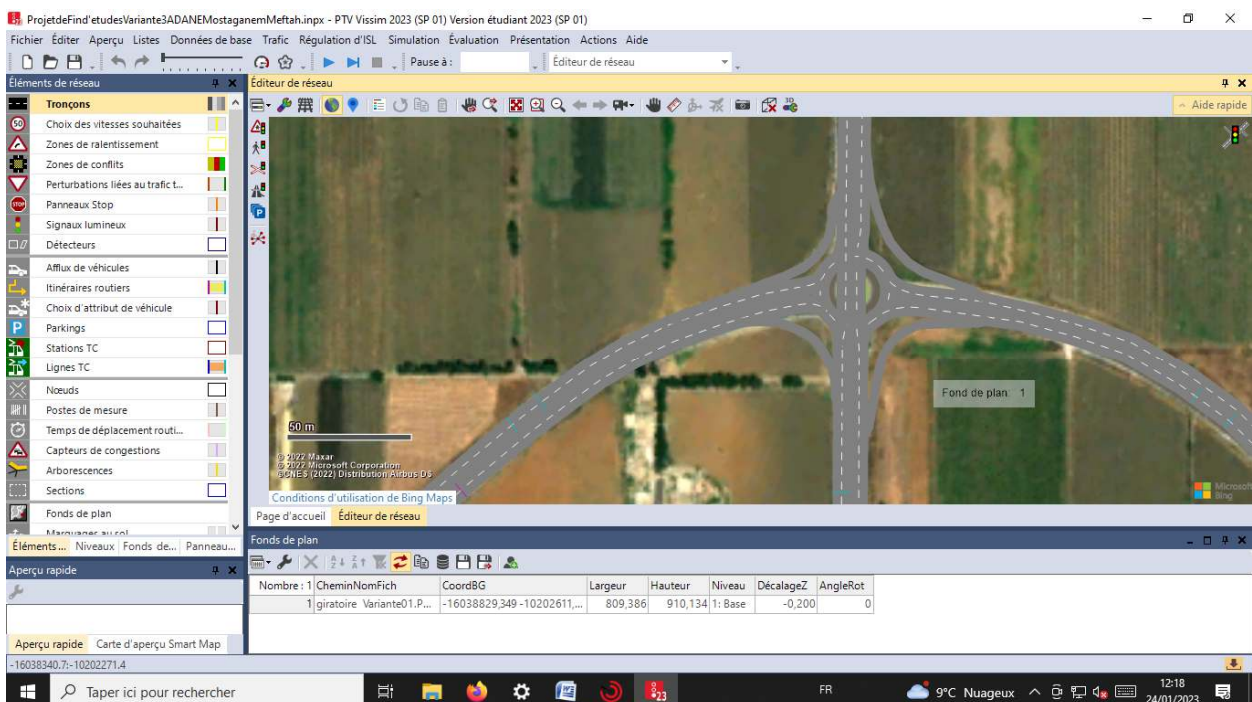 ProjetdeFind'etudesVariante3ADANEMostaganemMeftah.inpx - PTV Vissim 2023 (SP 01) Version étudiant 2023 (SP 01)
Fichier Éditer Aperçu Listes Données de base Trafic Régulation d'ISL Simulation Évaluation Présentation Actions Aide
Pause à : Éditeur de réseau
Éléments de réseau
Tronçons
50 Choix des vitesses souhaitées
Zones de ralentissement
Zones de conflits
Perturbations liées au trafic t...
STOP Panneaux Stop
Signaux lumineux
Détecteurs
Afflux de véhicules
Itinéraires routiers
Choix d'attribut de véhicule
P Parkings
Stations TC
Lignes TC
Nœuds
Postes de mesure
Temps de déplacement routi...
Capteurs de congestions
Arborescences
Sections
Fonds de plan
Marquages au sol
Éléments... Niveaux Fonds de... Panneau...
Aperçu rapide
Aperçu rapide Carte d'aperçu Smart Map
Éditeur de réseau
3D
Aide rapide
P
Fond de plan: 1
50 m
© 2022 Maxar
© 2022 Microsoft Corporation
©CNES (2022) Distribution Airbus DS
Conditions d'utilisation de Bing Maps
Microsoft
Bing
Page d'accueil Éditeur de réseau
Fonds de plan
Nombre : 1 CheminNomFich CoordBG Largeur Hauteur Niveau DécalageZ AngleRot
1 giratoire Variante01.P... -16038829,349 -10202611,... 809,386 910,134 1: Base -0,200 0
-16038340.7:-10202271.4
Taper ici pour rechercher
23
FR
9°C Nuageux
12:18
24/01/2023